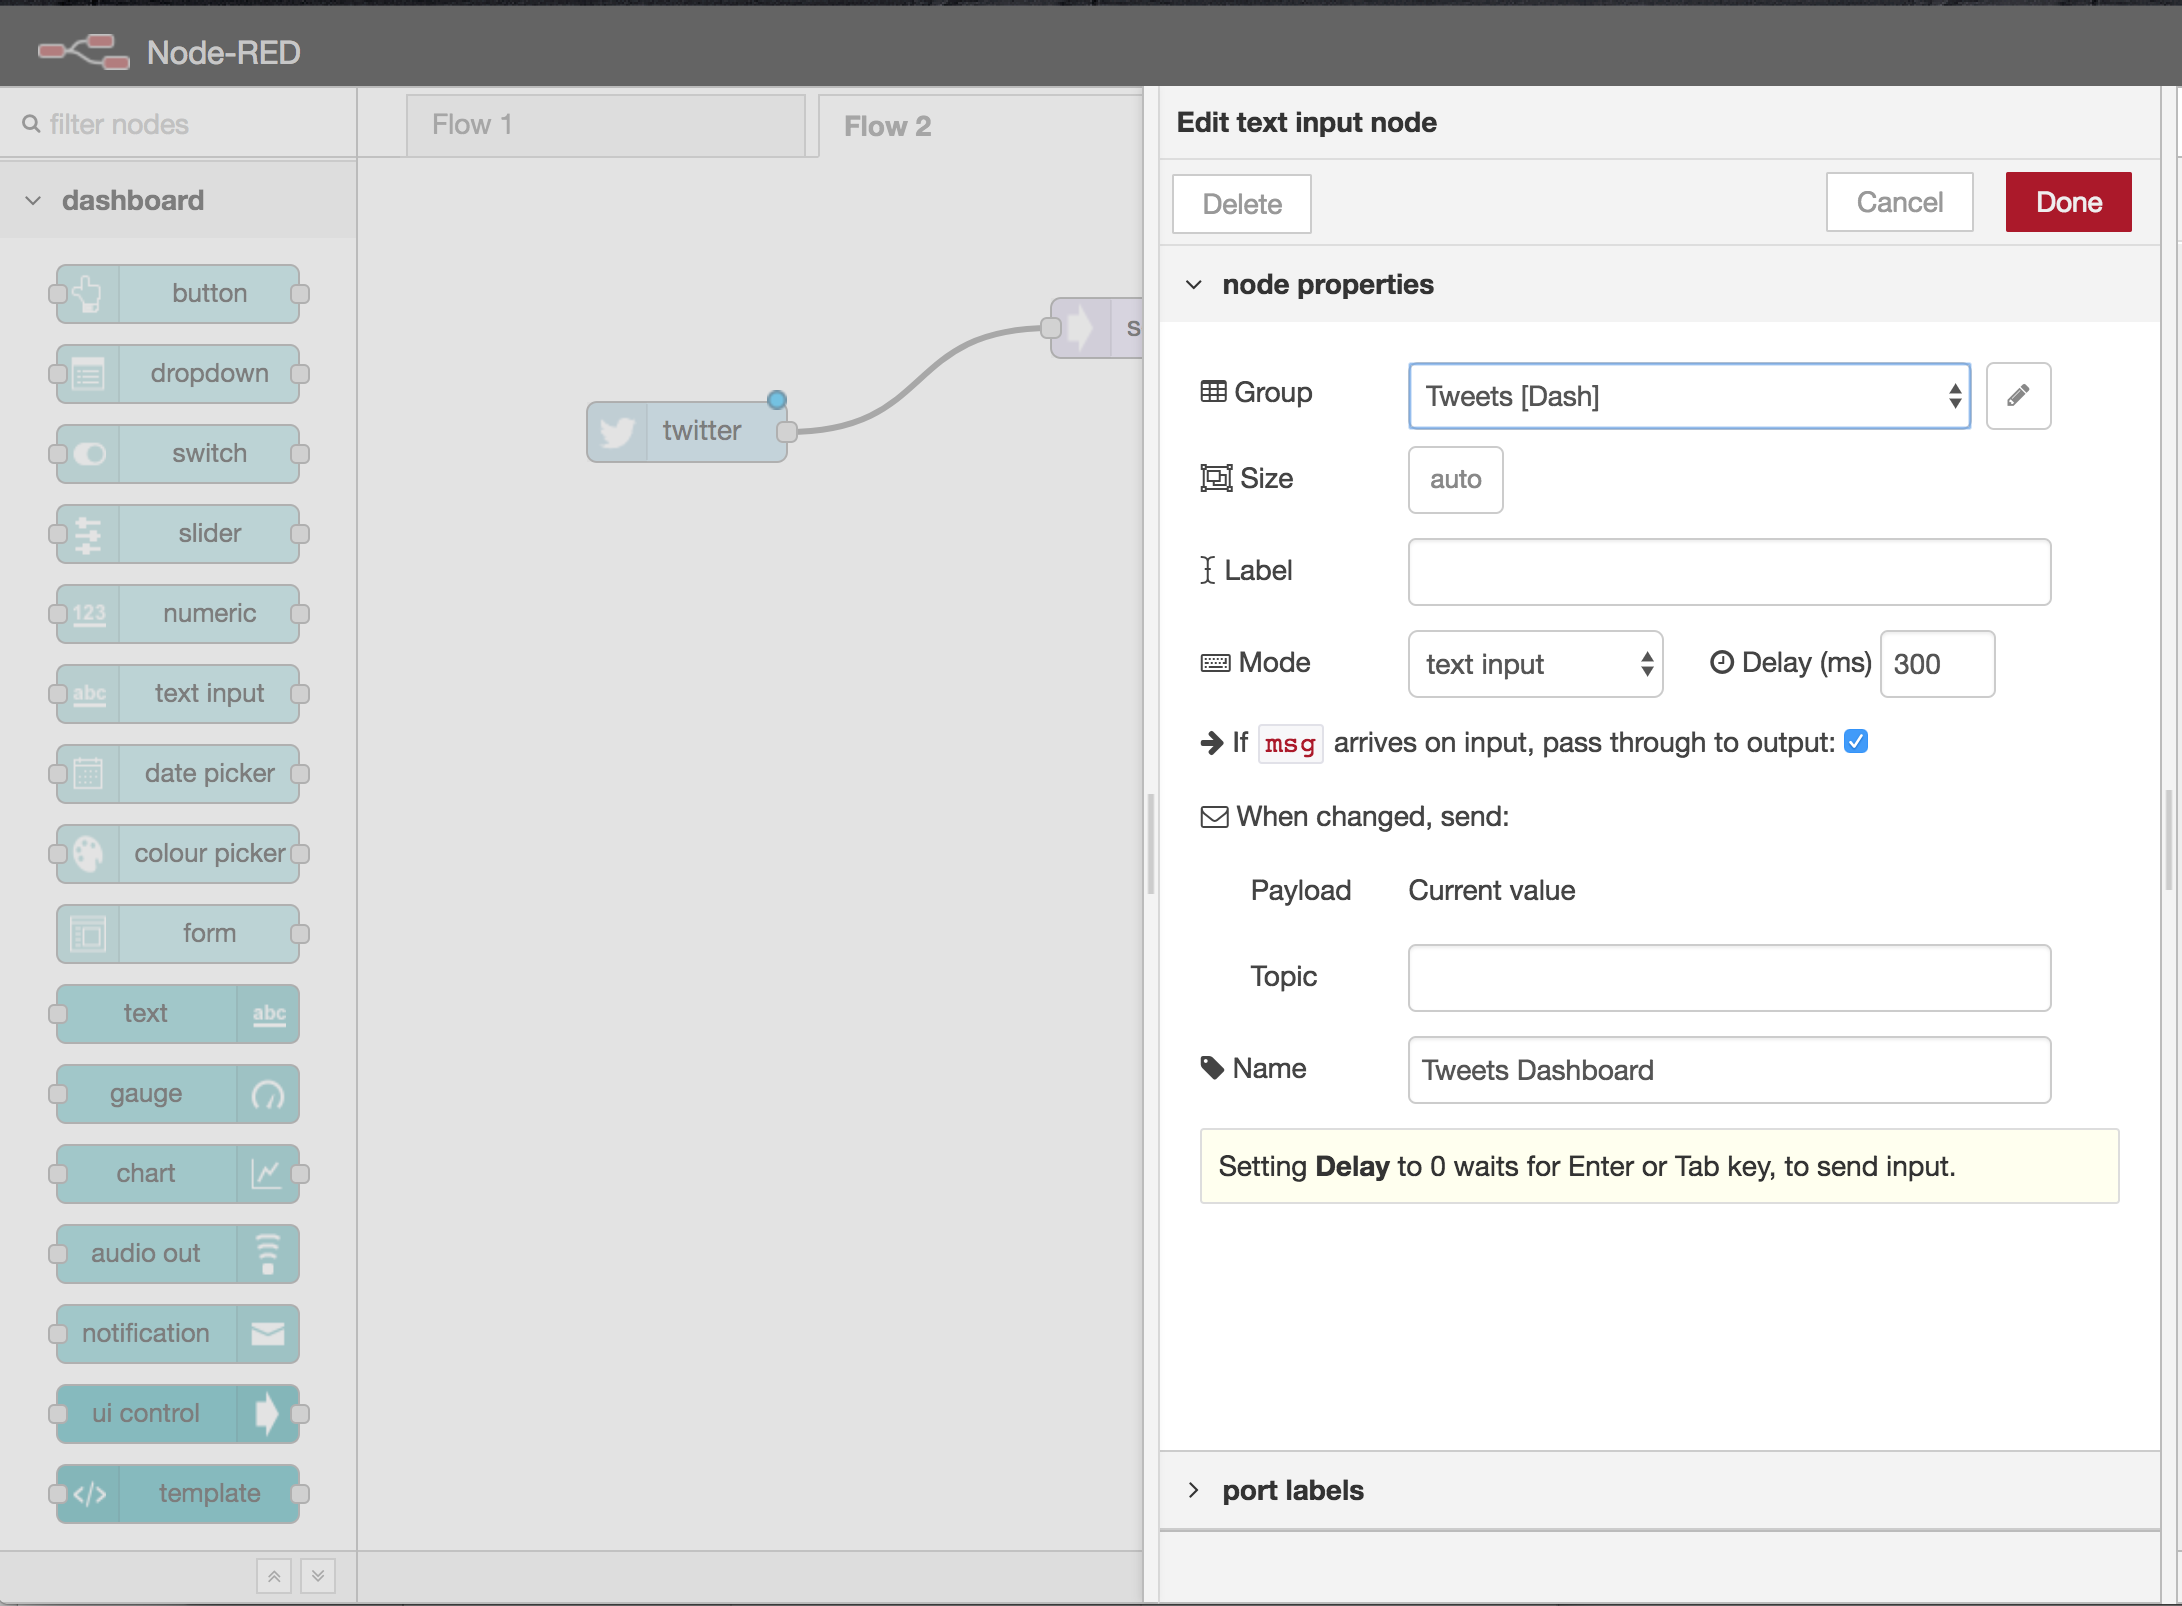 Node-RED
filter nodes
Flow 1
Flow 2
dashboard
button
dropdown
switch
slider
123 numeric
abc text input
date picker
colour picker
form
text abc
gauge
chart
audio out
notification
ui control
</> template
twitter
s
Edit text input node
Delete
Cancel
Done
node properties
Group Tweets [Dash]
Size auto
Label
Mode text input Delay (ms) 300
If msg arrives on input, pass through to output:
When changed, send:
Payload Current value
Topic
Name Tweets Dashboard
Setting Delay to 0 waits for Enter or Tab key, to send input.
port labels